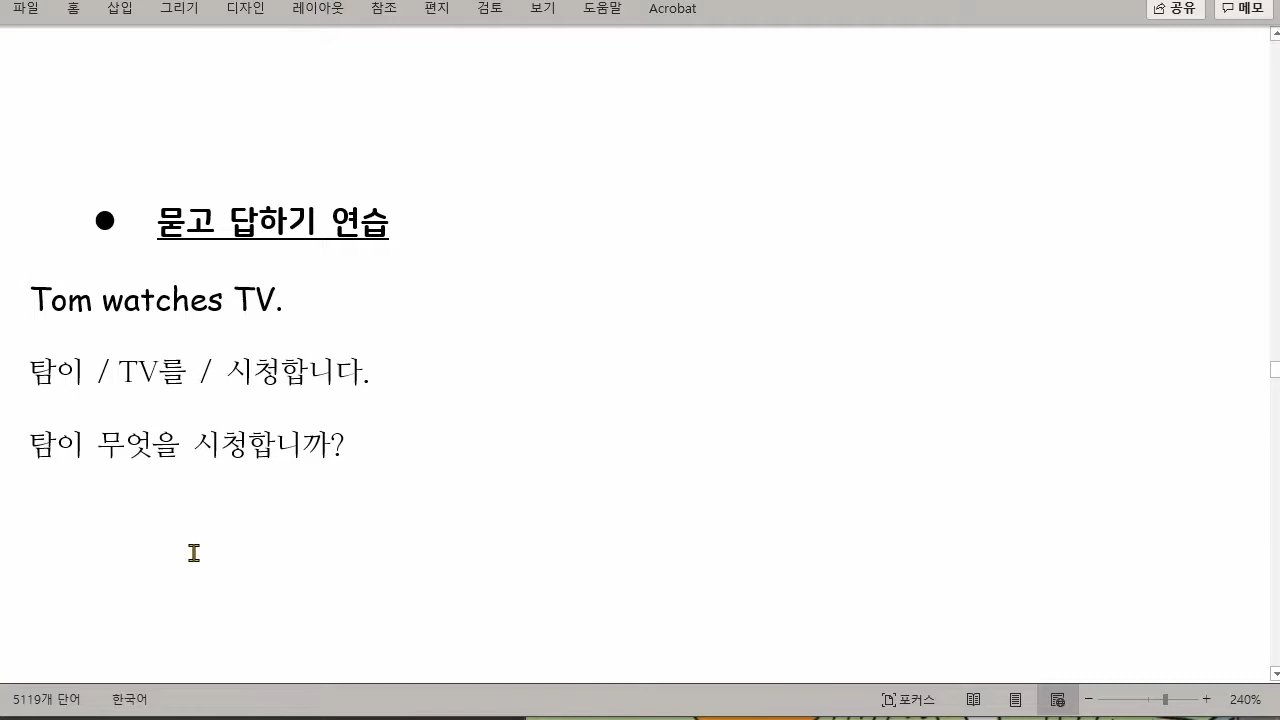 파일 홈 삽입 그리기 디자인 레이아웃 참조 편지 검토 보기 도움말 Acrobat 공유 메모
● 묻고 답하기 연습
Tom watches TV.
탐이 / TV를 / 시청합니다.
탐이 무엇을 시청합니까?
5119개 단어 한국어 포커스 240%